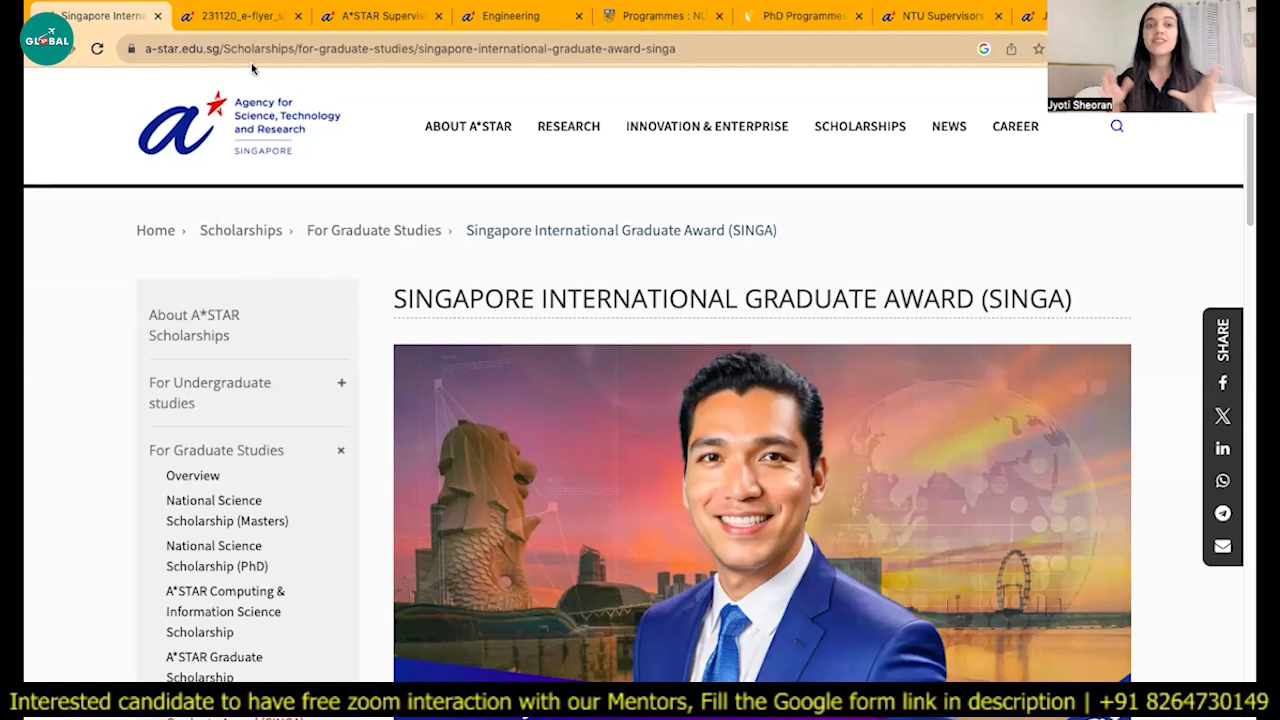 Singapore Interna
231120_e-flyer_s
A*STAR Supervis
Engineering
Programmes : NU
PhD Programmes
NTU Supervisors
GLOBAL
a-star.edu.sg/Scholarships/for-graduate-studies/singapore-international-graduate-award-singa
Jyoti Sheoran
Agency for
Science, Technology
and Research
SINGAPORE
ABOUT A*STAR
RESEARCH
INNOVATION & ENTERPRISE
SCHOLARSHIPS
NEWS
CAREER
Home › Scholarships › For Graduate Studies › Singapore International Graduate Award (SINGA)
About A*STAR
Scholarships
For Undergraduate
studies
For Graduate Studies
Overview
National Science
Scholarship (Masters)
National Science
Scholarship (PhD)
A*STAR Computing &
Information Science
Scholarship
A*STAR Graduate
Scholarship
SINGAPORE INTERNATIONAL GRADUATE AWARD (SINGA)
SHARE
Interested candidate to have free zoom interaction with our Mentors, Fill the Google form link in description | +91 8264730149